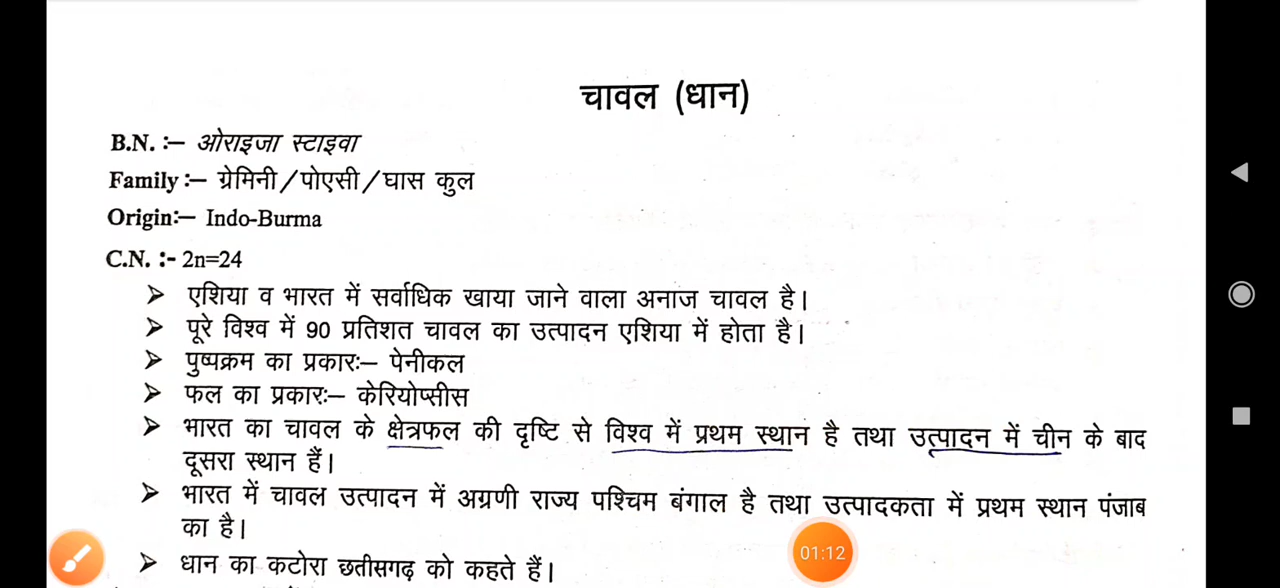 चावल (धान)
B.N. :– ओराइजा स्टाइवा
Family :– ग्रेमिनी/पोएसी/घास कुल
Origin:– Indo-Burma
C.N. :- 2n=24
➢ एशिया व भारत में सर्वाधिक खाया जाने वाला अनाज चावल है।
➢ पूरे विश्व में 90 प्रतिशत चावल का उत्पादन एशिया में होता है।
➢ पुष्पक्रम का प्रकारः– पेनीकल
➢ फल का प्रकारः– केरियोप्सीस
➢ भारत का चावल के क्षेत्रफल की दृष्टि से विश्व में प्रथम स्थान है तथा उत्पादन में चीन के बाद
दूसरा स्थान हैं।
➢ भारत में चावल उत्पादन में अग्रणी राज्य पश्चिम बंगाल है तथा उत्पादकता में प्रथम स्थान पंजाब
का है।
➢ धान का कटोरा छतीसगढ़ को कहते हैं।
01:12